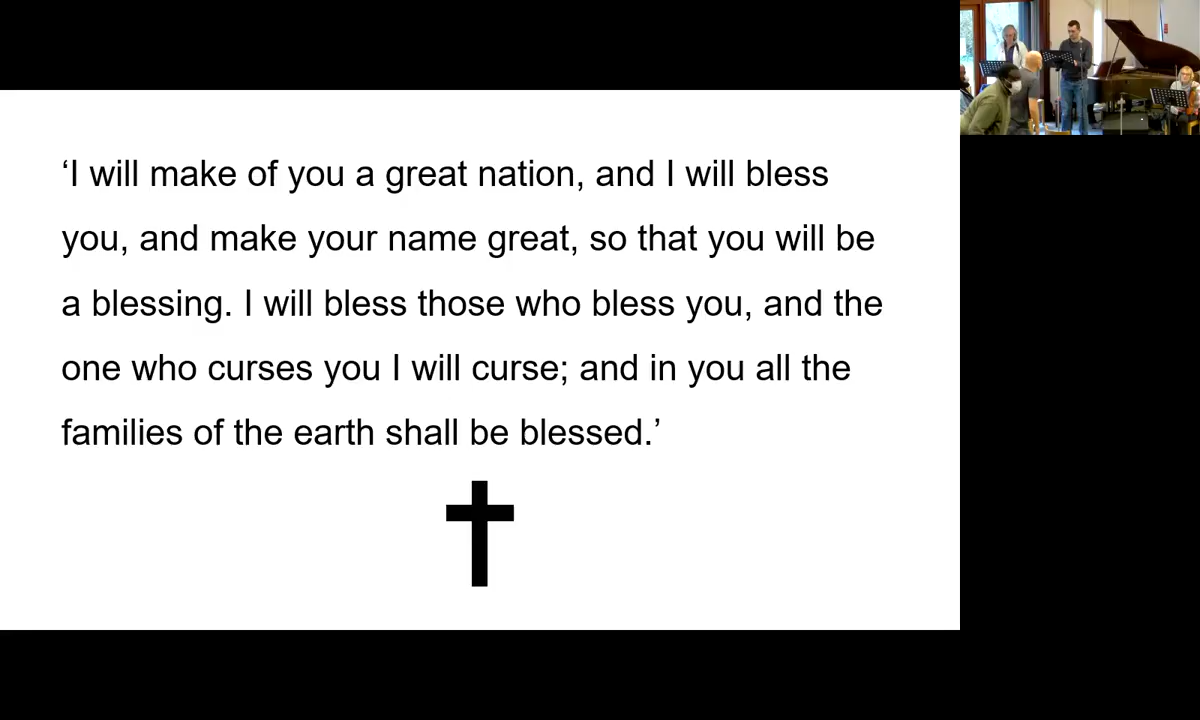 ‘I will make of you a great nation, and I will bless
you, and make your name great, so that you will be
a blessing. I will bless those who bless you, and the
one who curses you I will curse; and in you all the
families of the earth shall be blessed.’